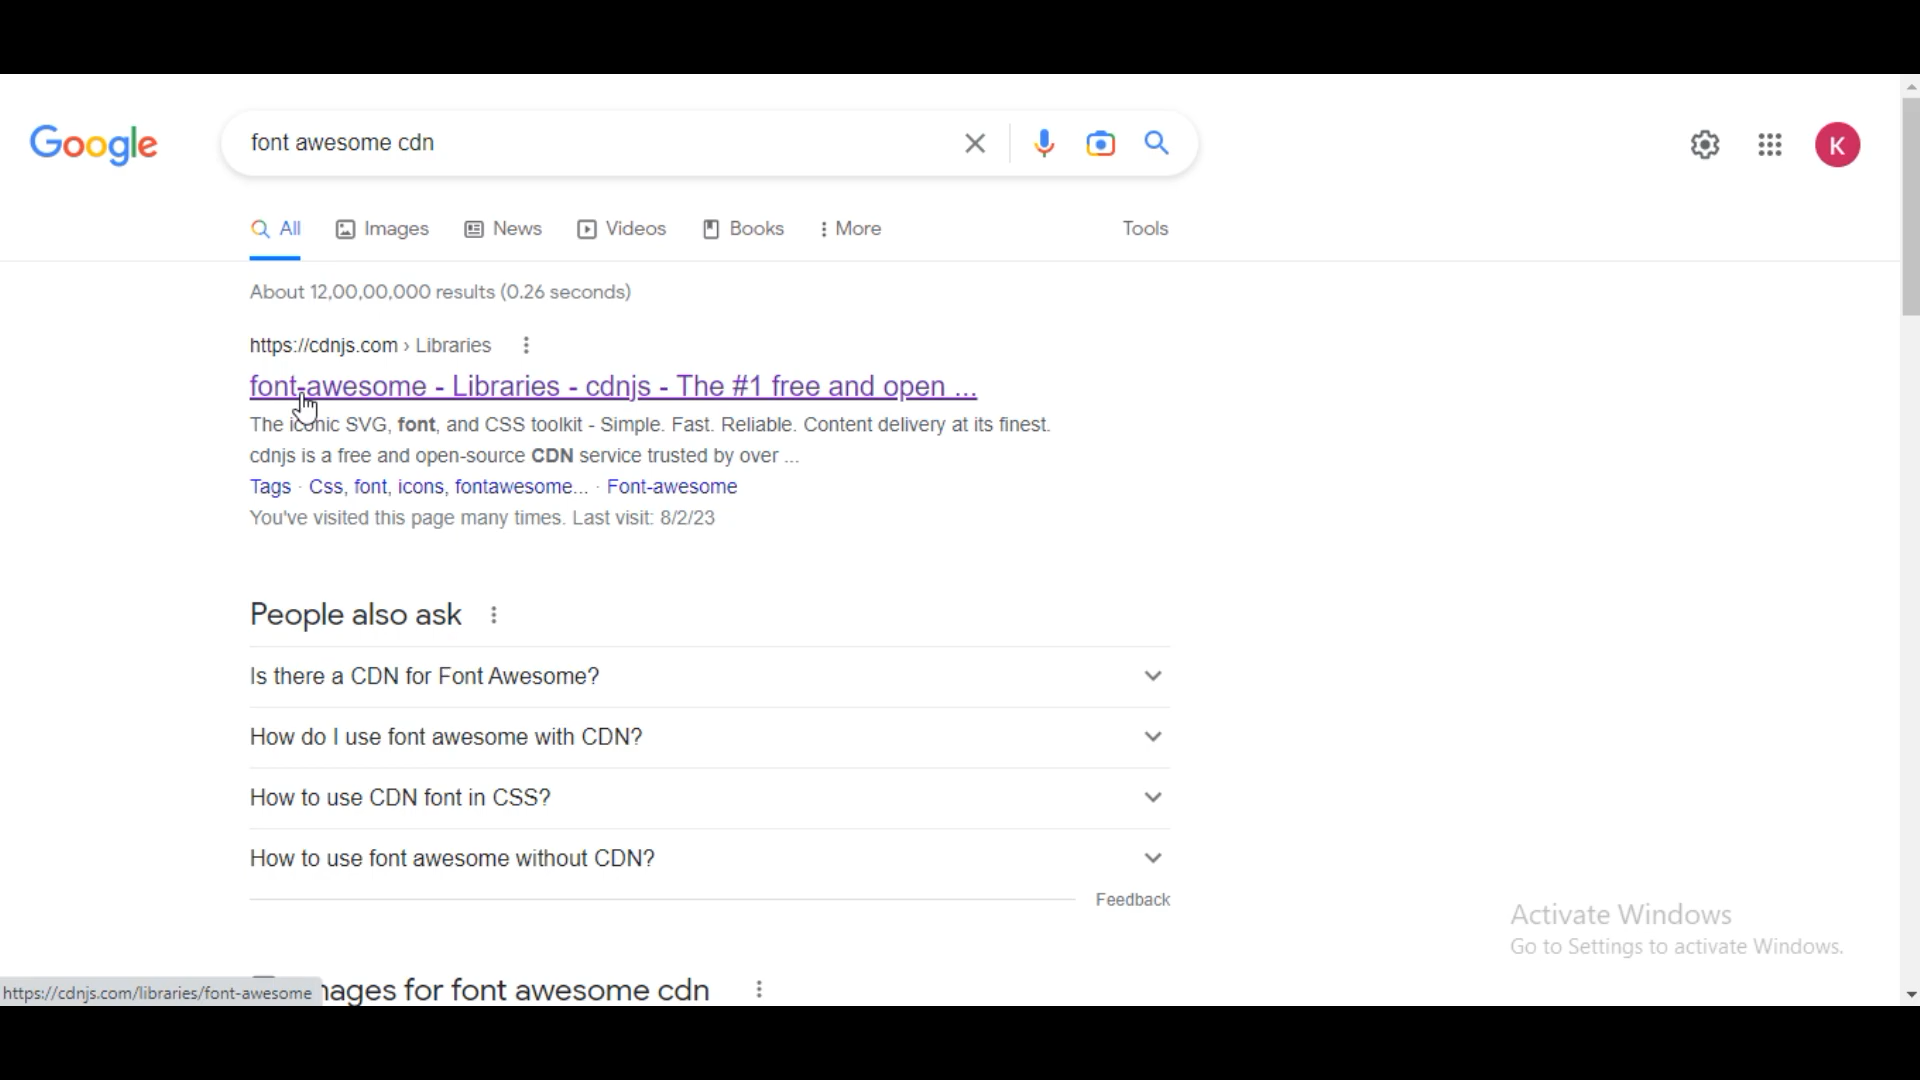 Google
font awesome cdn
K
All Images News Videos Books More Tools
About 12,00,00,000 results (0.26 seconds)
https://cdnjs.com › Libraries
font-awesome - Libraries - cdnjs - The #1 free and open ...
The iconic SVG, font, and CSS toolkit - Simple. Fast. Reliable. Content delivery at its finest.
cdnjs is a free and open-source CDN service trusted by over ...
Tags · Css, font, icons, fontawesome... · Font-awesome
You've visited this page many times. Last visit: 8/2/23
People also ask
Is there a CDN for Font Awesome?
How do I use font awesome with CDN?
How to use CDN font in CSS?
How to use font awesome without CDN?
Feedback
Activate Windows
Go to Settings to activate Windows.
ages for font awesome cdn
https://cdnjs.com/libraries/font-awesome